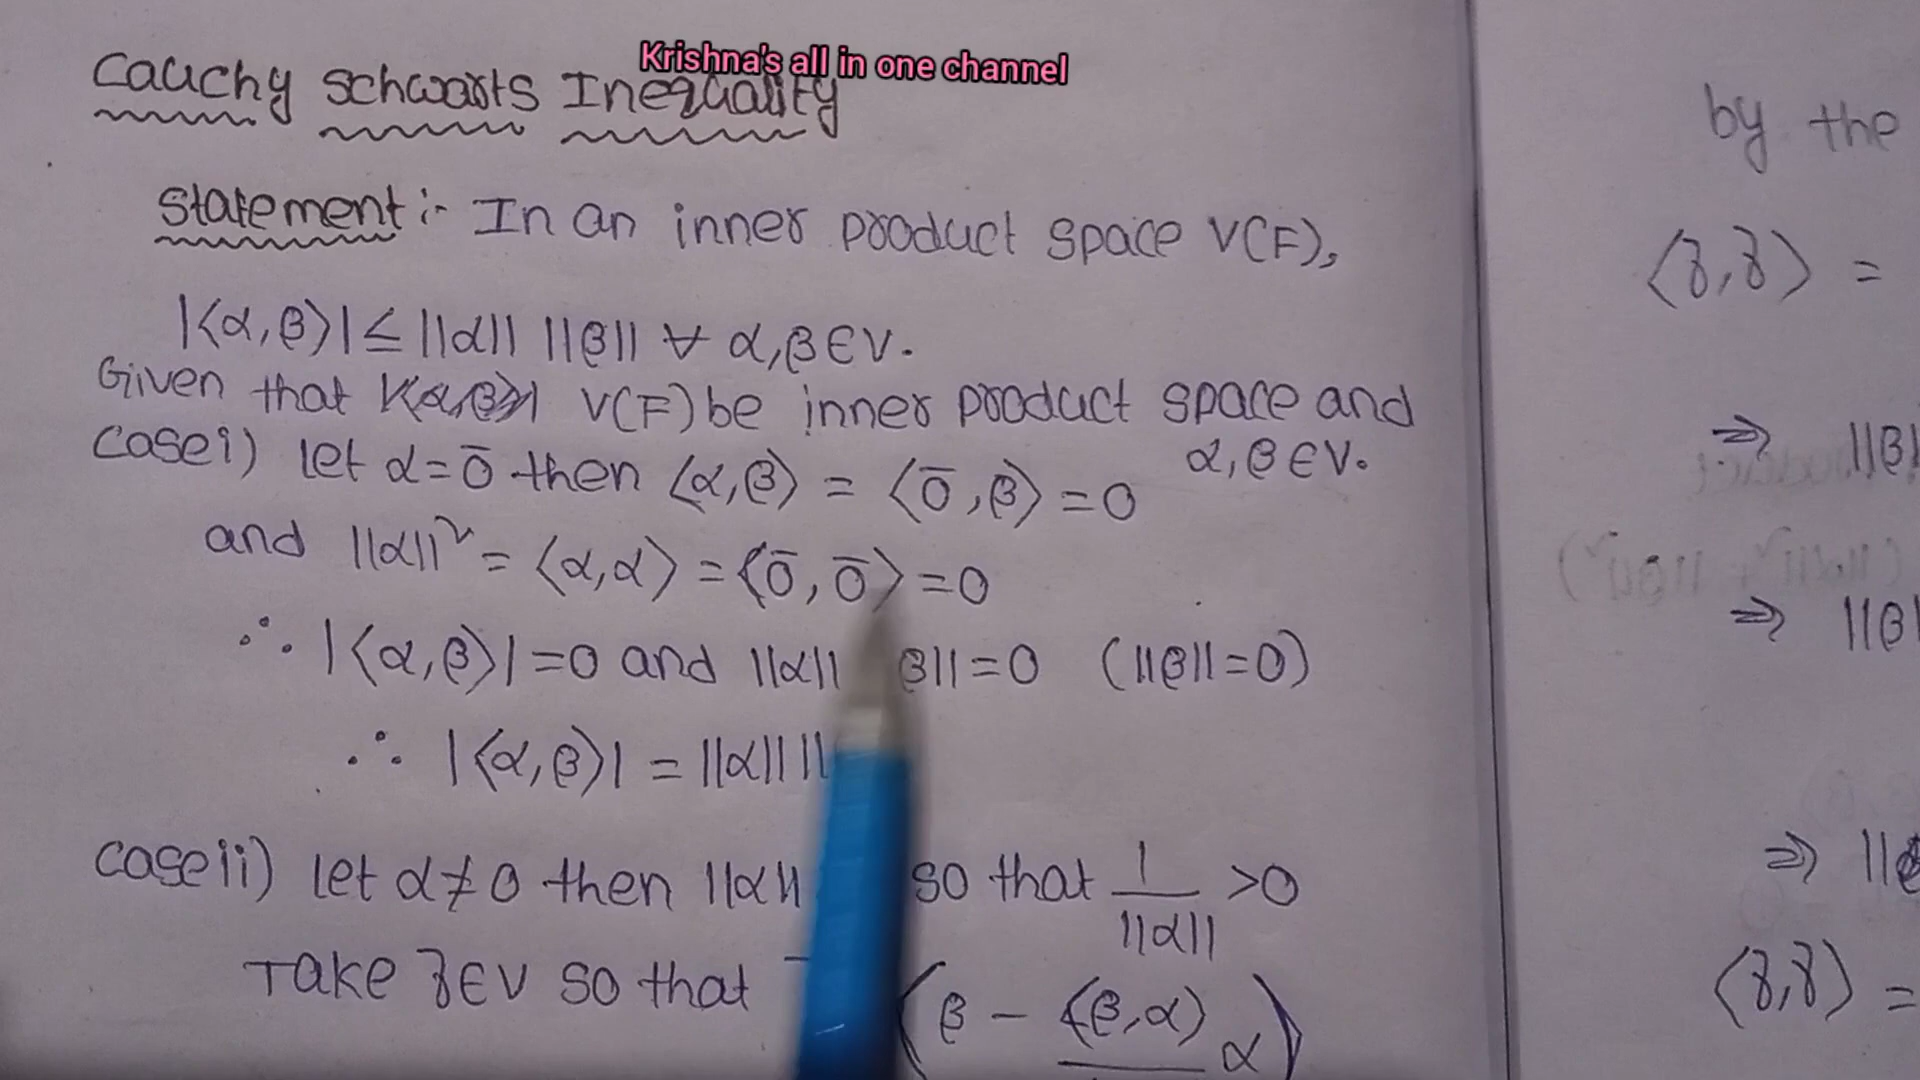 Krishna's all in one channel
Cauchy Schwarts Inequality
Statement :- In an inner product space V(F),
|⟨α,β⟩| ≤ ||α|| ||β|| ∀ α,β∈V.
Given that V(F) be inner product space and
α,β∈V.
Case i) Let α = 0̄ then ⟨α,β⟩ = ⟨0̄,β⟩ = 0
and ||α||² = ⟨α,α⟩ = ⟨0̄,0̄⟩ = 0
∴ |⟨α,β⟩| = 0 and ||α|| β|| = 0 (||β|| = 0)
∴ |⟨α,β⟩| = ||α|| ||
Case ii) Let α ≠ 0 then ||α|| so that 1/||α|| > 0
Take γ∈V so that (β - ⟨β,α⟩ α)
by the
⟨γ,γ⟩ =
⇒ ||β|
⇒ ||β|
⇒ ||
⟨γ,γ⟩ =